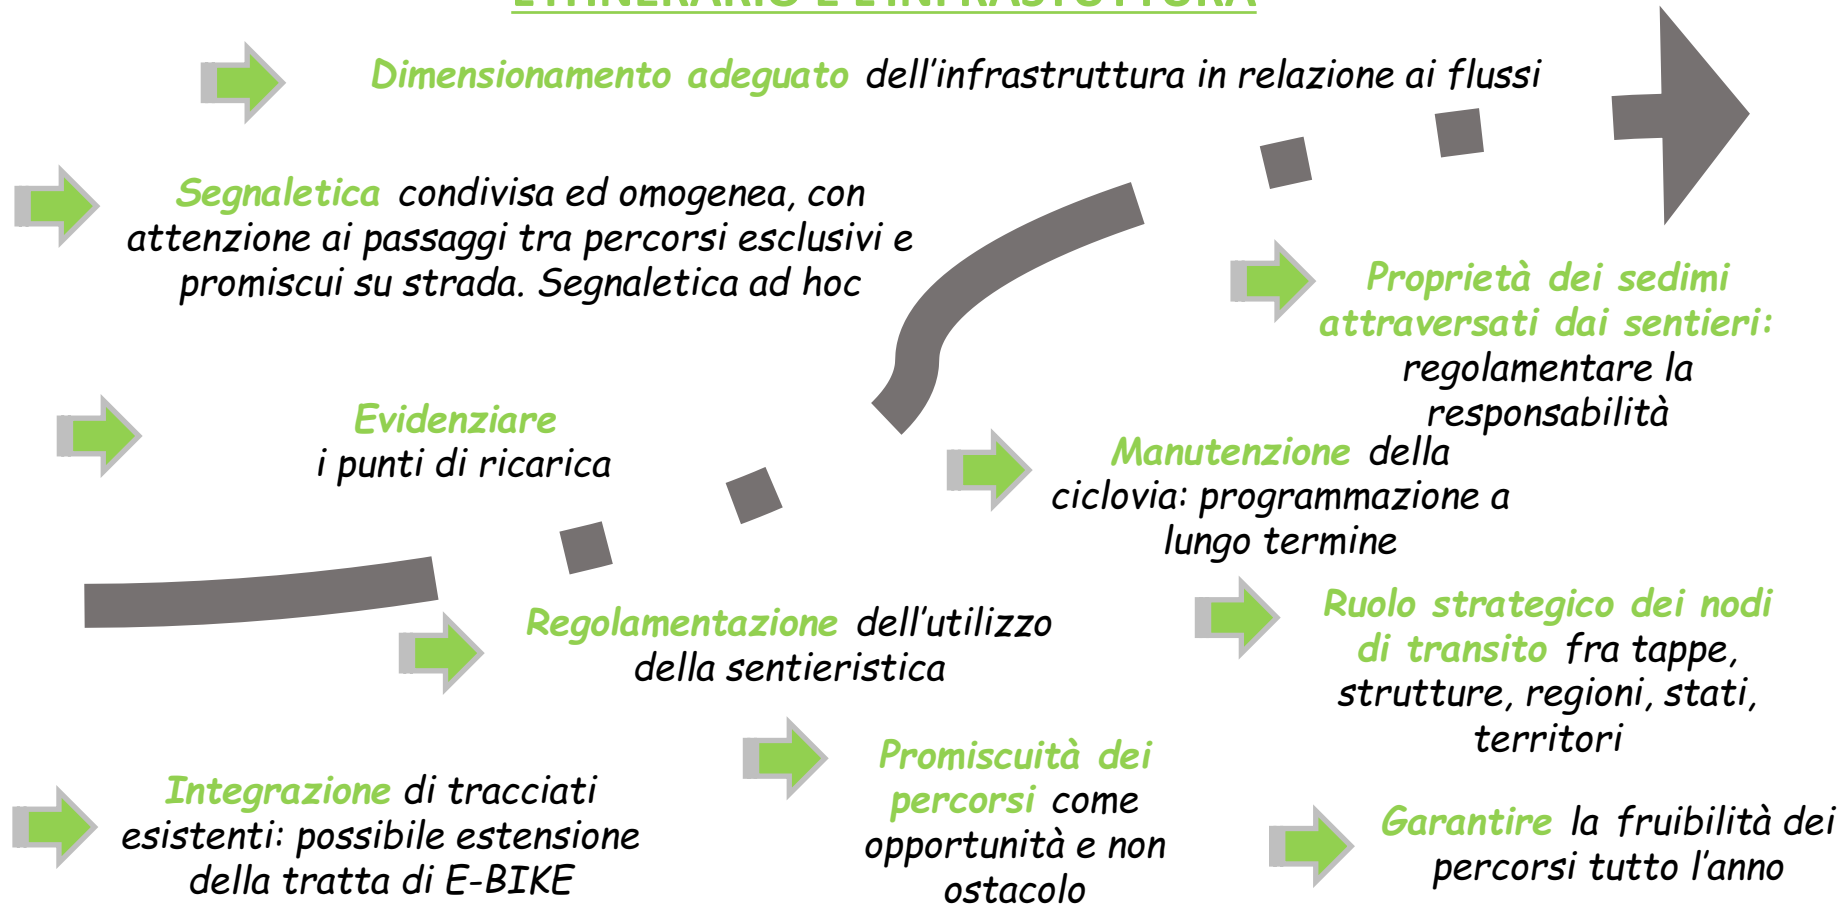 L'ITINERARIO E L'INFRASTUTTURA
Dimensionamento adeguato dell'infrastruttura in relazione ai flussi
Segnaletica condivisa ed omogenea, con
attenzione ai passaggi tra percorsi esclusivi e
promiscui su strada. Segnaletica ad hoc
Proprietà dei sedimi
attraversati dai sentieri:
regolamentare la
responsabilità
Evidenziare
i punti di ricarica
Manutenzione della
ciclovia: programmazione a
lungo termine
Regolamentazione dell'utilizzo
della sentieristica
Ruolo strategico dei nodi
di transito fra tappe,
strutture, regioni, stati,
territori
Integrazione di tracciati
esistenti: possibile estensione
della tratta di E-BIKE
Promiscuità dei
percorsi come
opportunità e non
ostacolo
Garantire la fruibilità dei
percorsi tutto l'anno